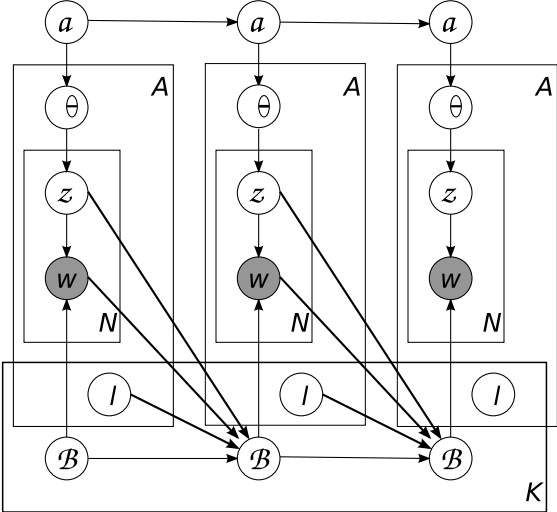 a a a
A A A
θ θ θ
z z z
w w w
N N N
l l l
B B B
K